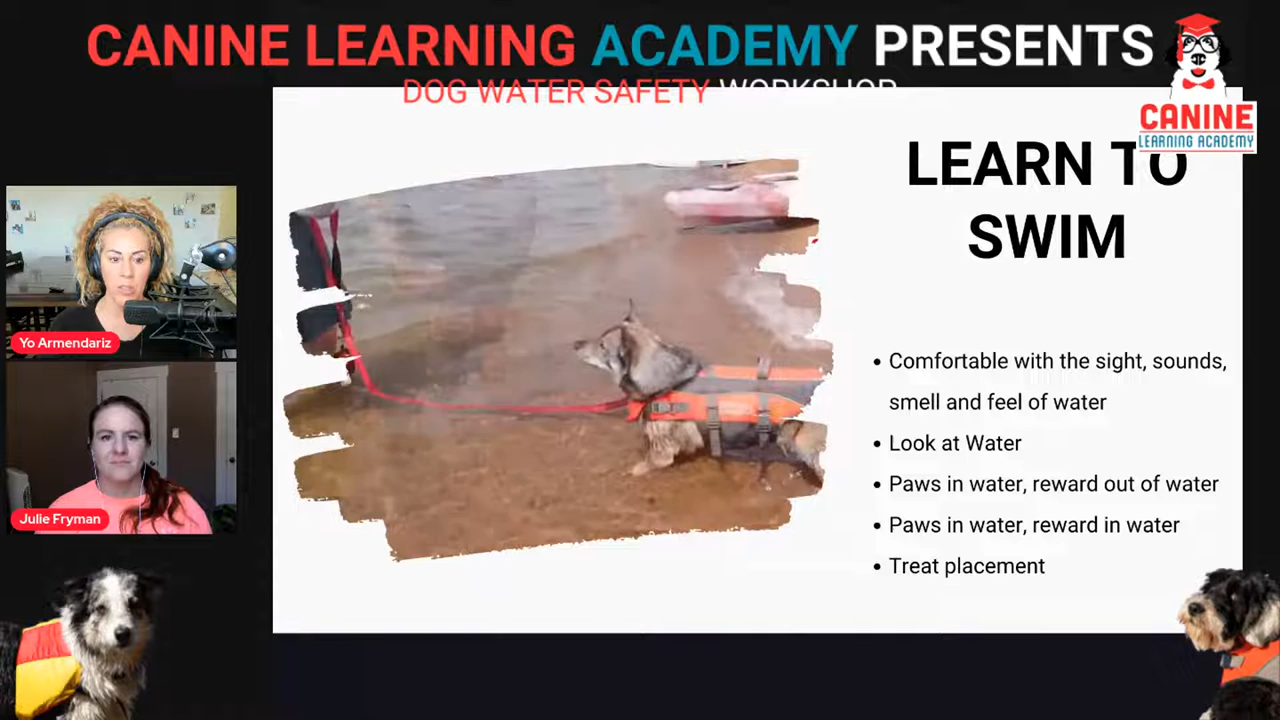 CANINE LEARNING ACADEMY PRESENTS
DOG WATER SAFETY WORKSHOP
CANINE
LEARNING ACADEMY
LEARN TO
SWIM
Yo Armendariz
Julie Fryman
• Comfortable with the sight, sounds,
smell and feel of water
• Look at Water
• Paws in water, reward out of water
• Paws in water, reward in water
• Treat placement